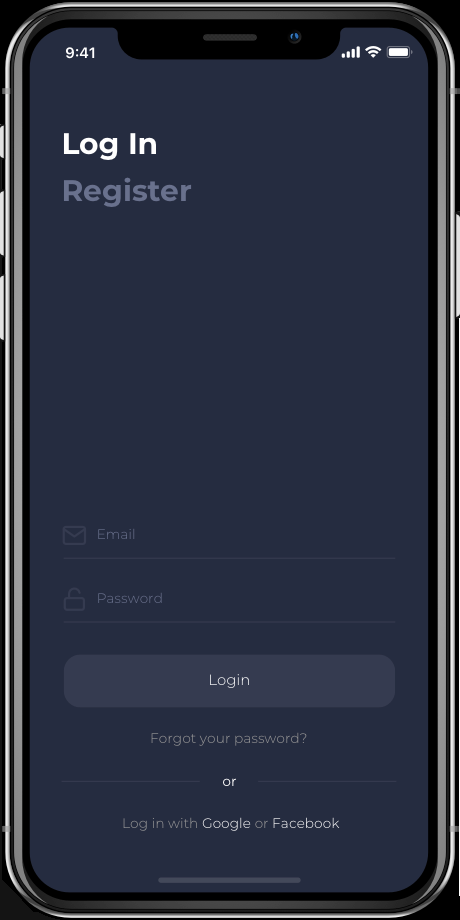 9:41
Log In
Register
Email
Password
Login
Forgot your password?
or
Log in with Google or Facebook